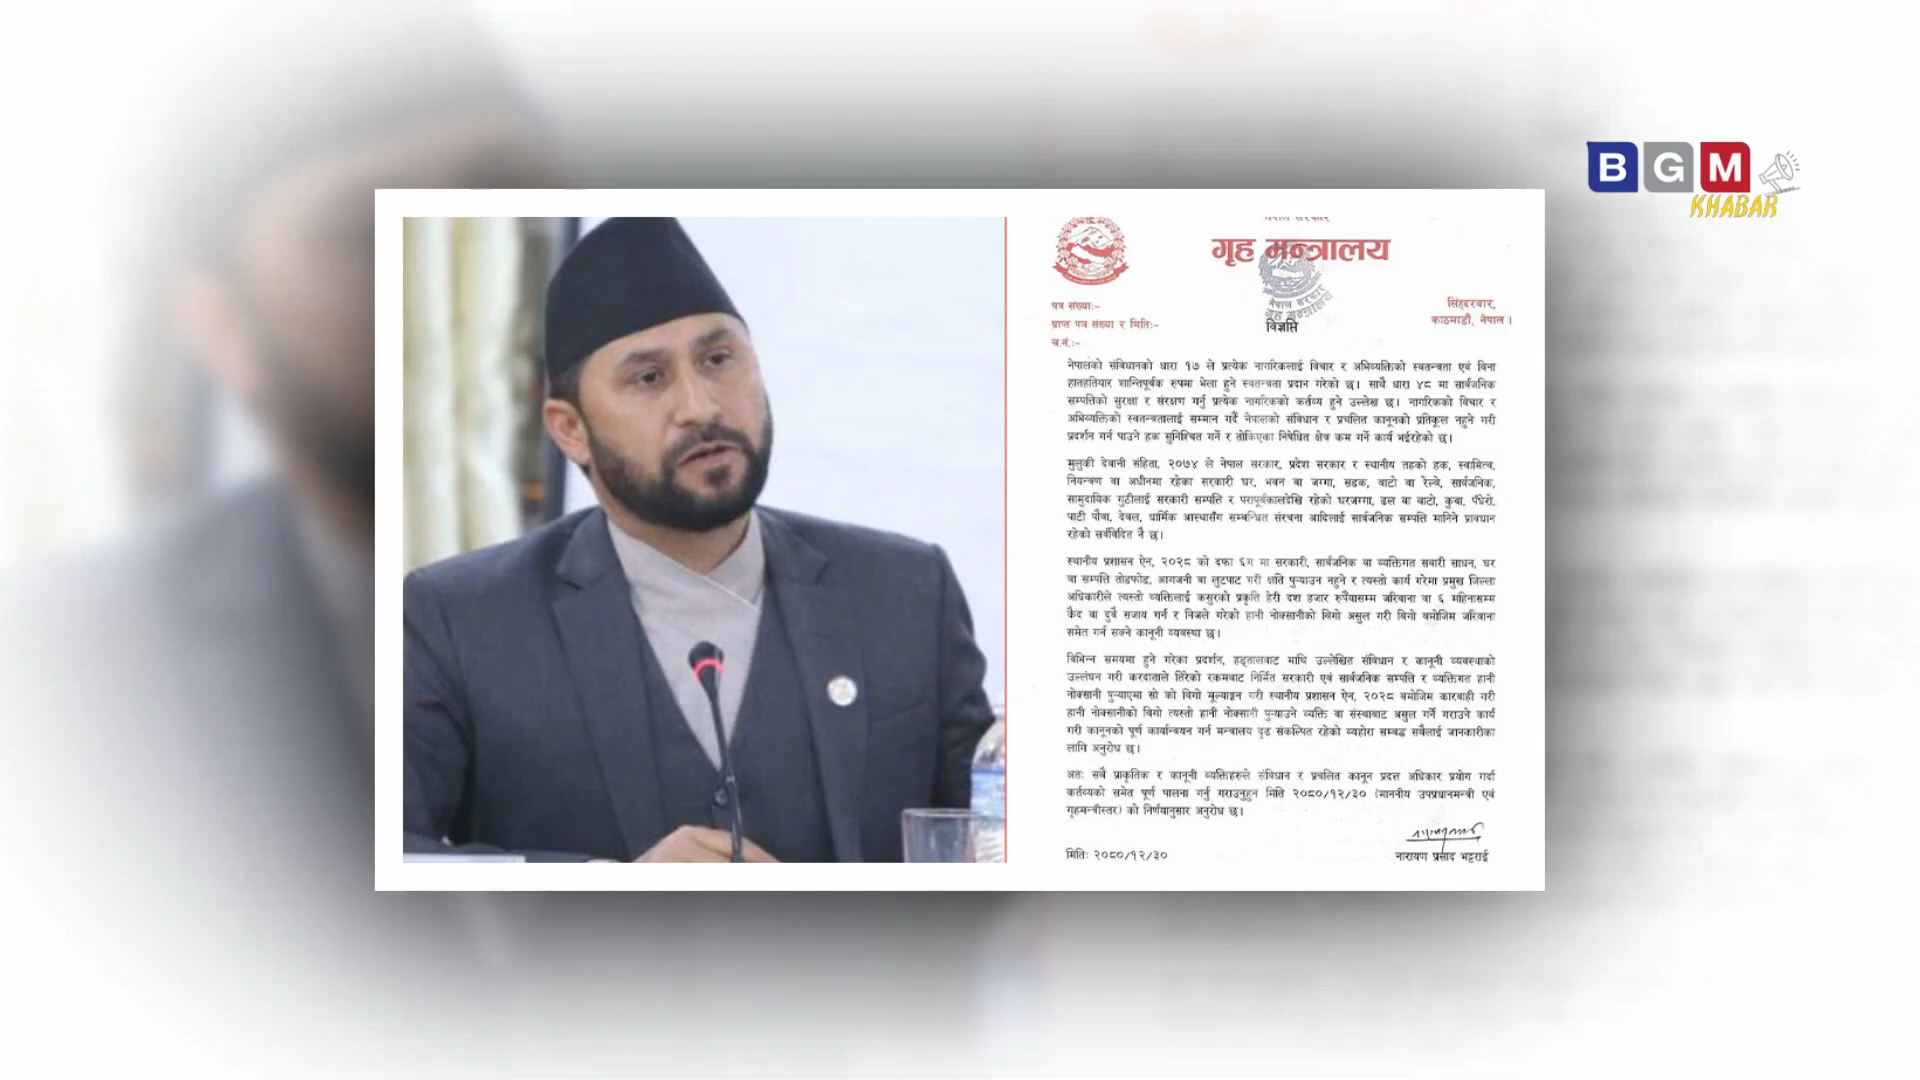 BGM
KHABAR
नेपाल सरकार
गृह मन्त्रालय
नेपाल सरकार
गृह मन्त्रालय
सिंहदरबार,
काठमाडौं, नेपाल ।
पत्र संख्याः-
प्राप्त पत्र संख्या र मितिः-
च.नं.:-
विज्ञप्ति
नेपालको संविधानको धारा १७ ले प्रत्येक नागरिकलाई विचार र अभिव्यक्तिको स्वतन्त्रता एवं बिना
हातहतियार शान्तिपूर्वक रुपमा भेला हुने स्वतन्त्रता प्रदान गरेको छ। साथै धारा ४८ मा सार्वजनिक
सम्पत्तिको सुरक्षा र संरक्षण गर्नु प्रत्येक नागरिकको कर्तव्य हुने उल्लेख छ। नागरिकको विचार र
अभिव्यक्तिको स्वतन्त्रतालाई सम्मान गर्दै नेपालको संविधान र प्रचलित कानूनको प्रतिकूल नहुने गरी
प्रदर्शन गर्न पाउने हक सुनिश्चित गर्ने र तोकिएका निषेधित क्षेत्र कम गर्ने कार्य भईरहेको छ।
मुलुकी देवानी संहिता, २०७४ ले नेपाल सरकार, प्रदेश सरकार र स्थानीय तहको हक, स्वामित्व,
नियन्त्रण वा अधीनमा रहेका सरकारी घर, भवन वा जग्गा, सडक, बाटो वा रेल्वे, सार्वजनिक,
सामुदायिक गुठीलाई सरकारी सम्पत्ति र परापूर्वकालदेखि रहेको घरजग्गा, ढल वा बाटो, कुवा, पँधेरो,
पाटी पौवा, देवल, धार्मिक आस्थासँग सम्बन्धित संरचना आदिलाई सार्वजनिक सम्पत्ति मानिने प्रावधान
रहेको सर्वविदितै नै छ।
स्थानीय प्रशासन ऐन, २०२८ को दफा ६ग मा सरकारी, सार्वजनिक वा व्यक्तिगत सवारी साधन, घर
वा सम्पत्ति तोडफोड, आगजनी वा लुटपाट गरी क्षति पुऱ्याउन नहुने र त्यस्तो कार्य गरेमा प्रमुख जिल्ला
अधिकारीले त्यस्तो व्यक्तिलाई कसुरको प्रकृति हेरी दश हजार रुपैयासम्म जरिवाना वा ६ महिनासम्म
कैद वा दुवै सजाय गर्न र निजले गरेको हानी नोक्सानीको बिगो असुल गरी बिगो बमोजिम जरिवाना
समेत गर्न सक्ने कानूनी व्यवस्था छ।
विभिन्न समयमा हुने गरेका प्रदर्शन, हड्तालबाट माथि उल्लेखित संविधान र कानूनी व्यवस्थाको
उल्लंघन गरी करदाताले तिरेको रकमबाट निर्मित सरकारी एवं सार्वजनिक सम्पत्ति र व्यक्तिगत हानी
नोक्सानी पुऱ्याएमा सो को बिगो मूल्याङ्कन गरी स्थानीय प्रशासन ऐन, २०२८ बमोजिम कारबाही गरी
हानी नोक्सानीको बिगो त्यस्तो हानी नोक्सानी पुऱ्याउने व्यक्ति वा संस्थाबाट असुल गर्ने गराउने कार्य
गरी कानूनको पूर्ण कार्यान्वयन गर्न मन्त्रालय दृढ संकल्पित रहेको व्यहोरा सम्बद्ध सबैलाई जानकारीका
लागि अनुरोध छ।
अतः सबै प्राकृतिक र कानूनी व्यक्तिहरुले संविधान र प्रचलित कानून प्रदत्त अधिकार प्रयोग गर्दा
कर्तव्यको समेत पूर्ण पालना गर्नु गराउनुहुन मिति २०८०/१२/३० (माननीय उपप्रधानमन्त्री एवं
गृहमन्त्रीस्तर) को निर्णयानुसार अनुरोध छ।
मितिः २०८०/१२/३०
नारायण प्रसाद भट्टराई